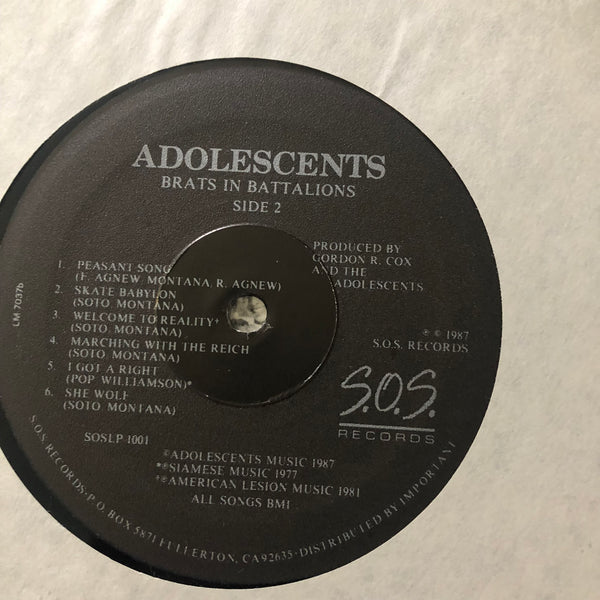 ADOLESCENTS
BRATS IN BATTALIONS
SIDE 2
1. PEASANT SONG
(F. AGNEW, MONTANA, R. AGNEW)
2. SKATE BABYLON
(SOTO, MONTANA)
3. WELCOME TO REALITY†
(SOTO, MONTANA)
4. MARCHING WITH THE REICH
(SOTO, MONTANA)
5. I GOT A RIGHT
(POP, WILLIAMSON)*
6. SHE WOLF
(SOTO, MONTANA)
SOSLP 1001
PRODUCED BY
GORDON R. COX
AND THE
ADOLESCENTS
℗ © 1987
S.O.S. RECORDS
S.O.S.
RECORDS
LM 7037b
©ADOLESCENTS MUSIC 1987
*©SIAMESE MUSIC 1977
†©AMERICAN LESION MUSIC 1981
ALL SONGS BMI
S.O.S. RECORDS·P.O. BOX 5871 FULLERTON, CA92635·DISTRIBUTED BY IMPORTANT